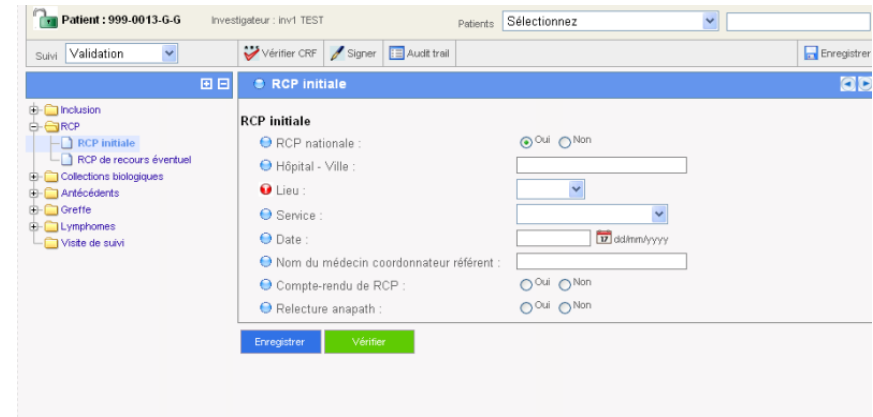 Patient : 999-0013-G-G Investigateur : inv1 TEST Patients Sélectionnez
Suivi Validation Vérifier CRF Signer Audit trail Enregistrer
RCP initiale
Inclusion
RCP
RCP initiale
RCP de recours éventuel
Collections biologiques
Antécédents
Greffe
Lymphomes
Visite de suivi
RCP initiale
RCP nationale : Oui Non
Hôpital - Ville :
Lieu :
Service :
Date : 17 dd/mm/yyyy
Nom du médecin coordonnateur référent :
Compte-rendu de RCP : Oui Non
Relecture anapath : Oui Non
Enregistrer Vérifier